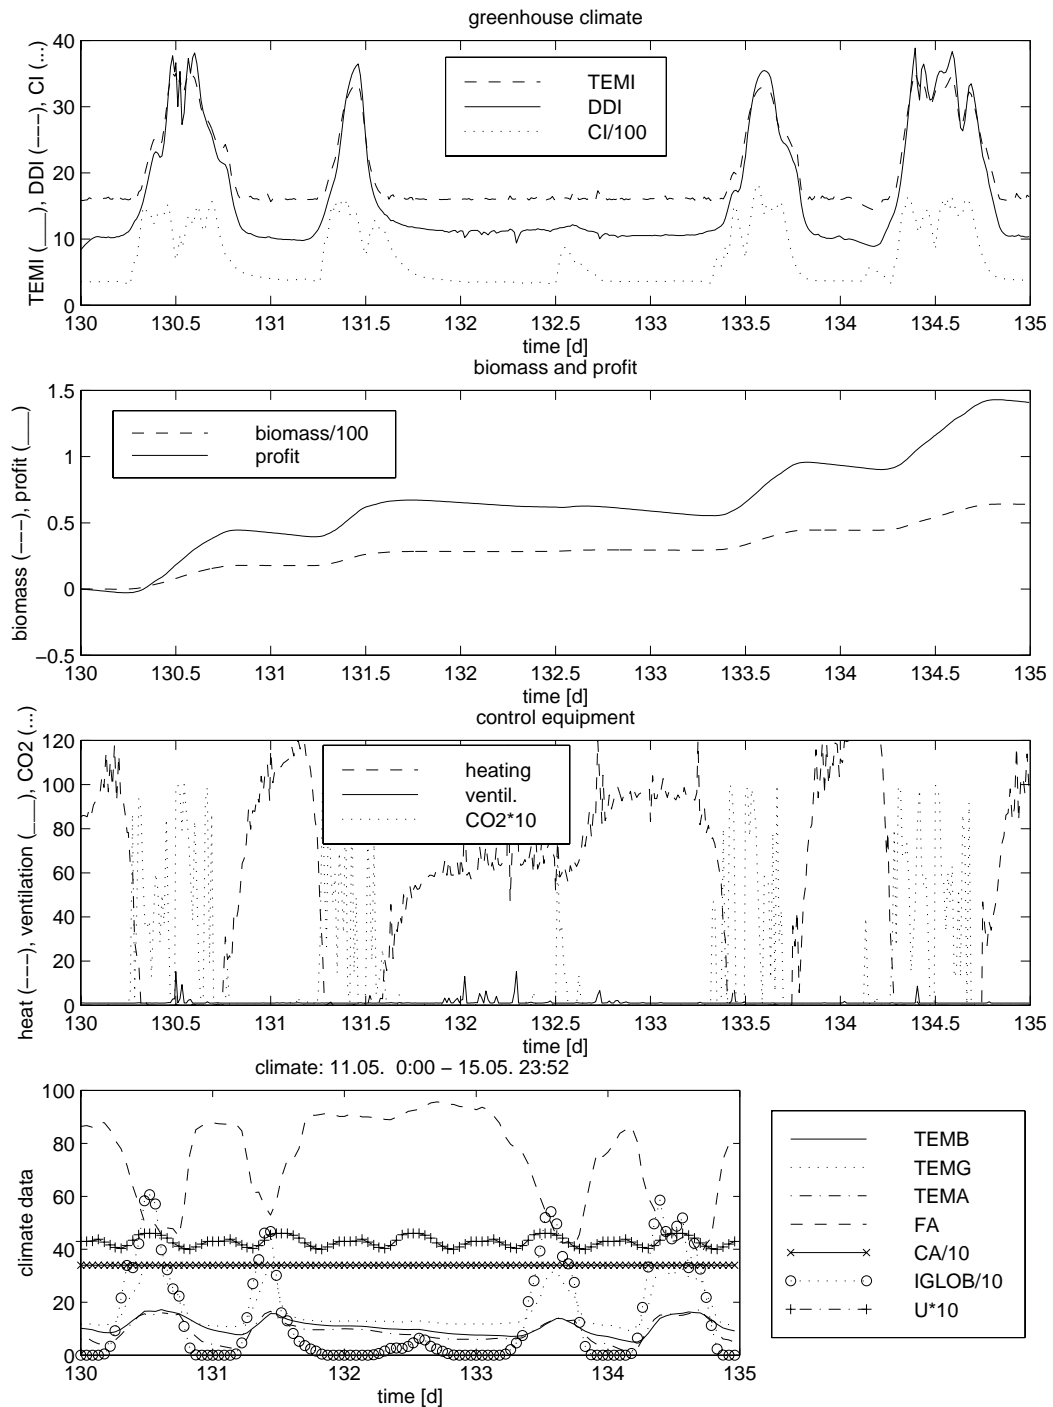 greenhouse climate
TEMI (___), DDI (−−−), CI (...
40
30
20
10
0
TEMI
DDI
CI/100
130 130.5 131 131.5 132 132.5 133 133.5 134 134.5 135
time [d]
biomass and profit
biomass (−−−), profit (___)
1.5
1
0.5
0
−0.5
biomass/100
profit
130 130.5 131 131.5 132 132.5 133 133.5 134 134.5 135
time [d]
control equipment
heat (−−−), ventilation (___), CO2 (...
120
100
80
60
40
20
0
heating
ventil.
CO2*10
130 130.5 131 131.5 132 132.5 133 133.5 134 134.5 135
time [d]
climate: 11.05. 0:00 − 15.05. 23:52
climate data
100
80
60
40
20
0
130 131 132 133 134 135
time [d]
TEMB
TEMG
TEMA
FA
CA/10
IGLOB/10
U*10